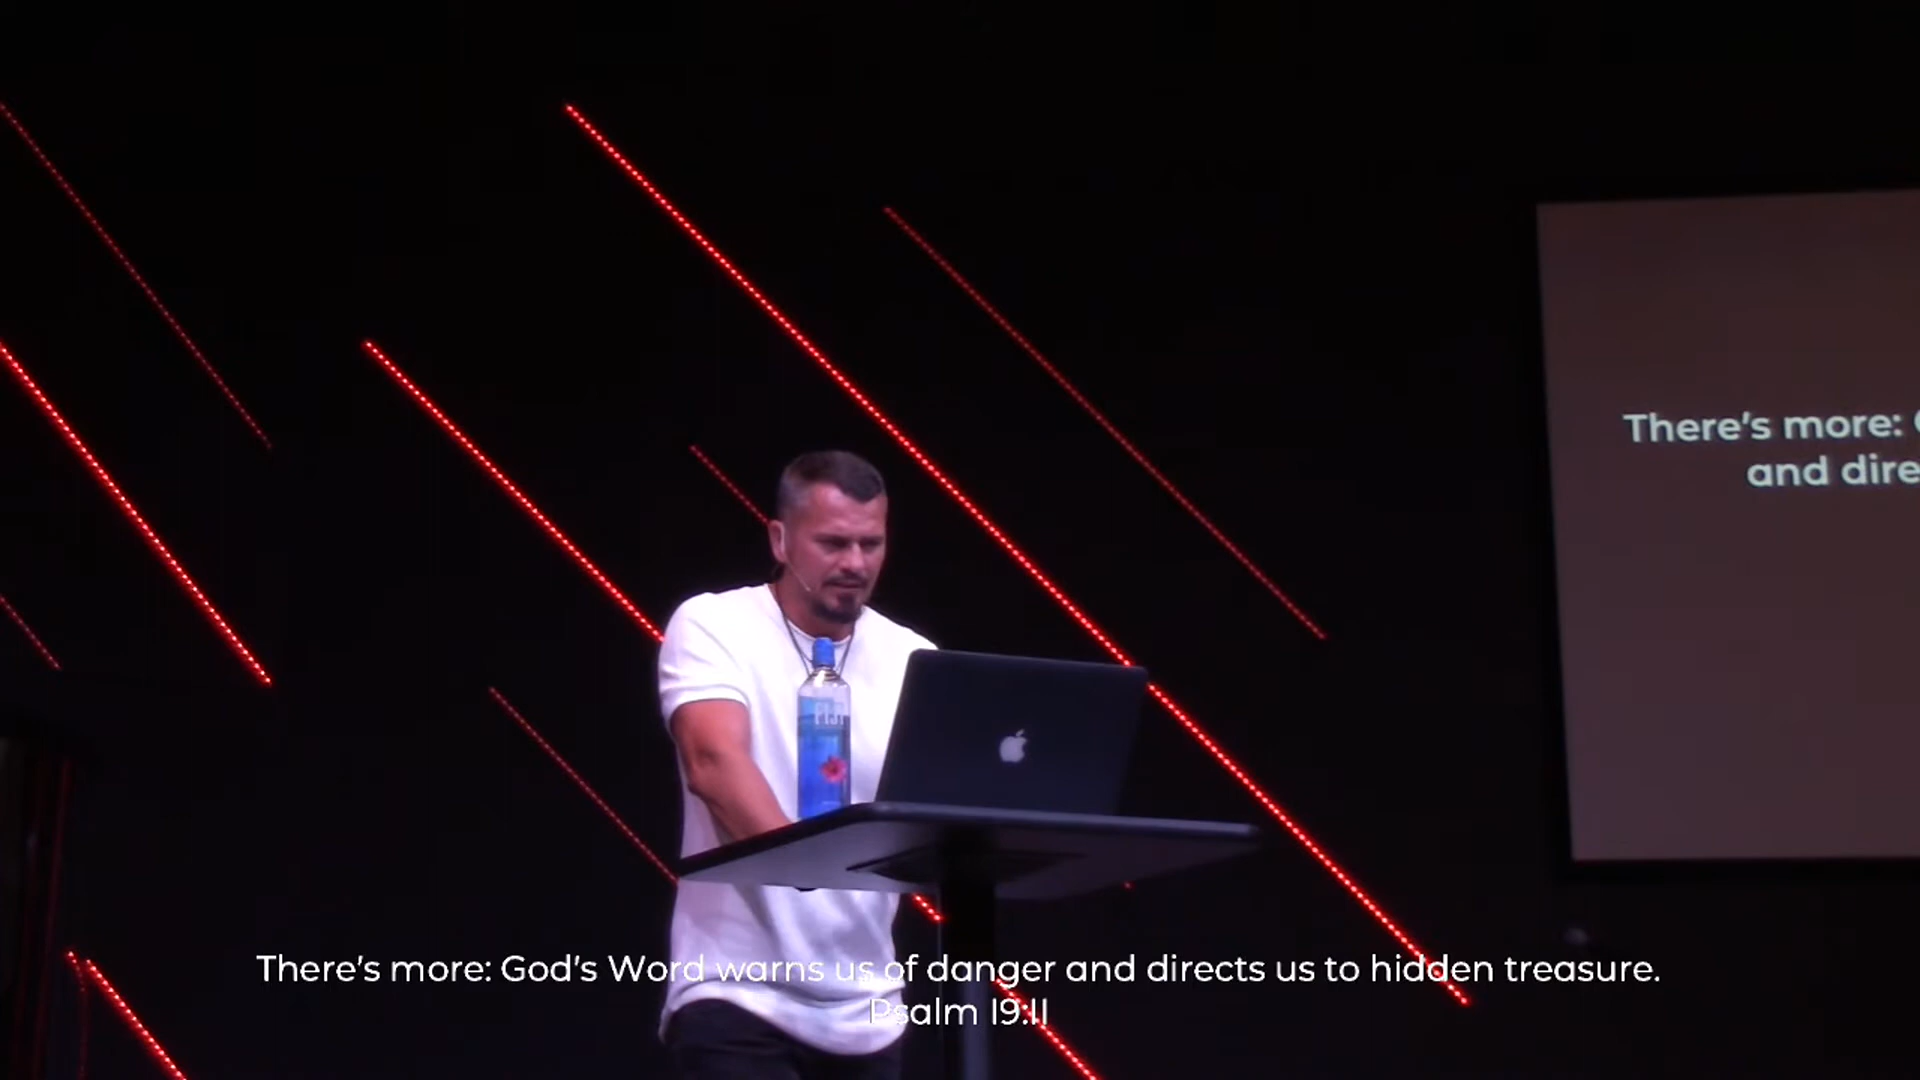 There's more:
and dire
FIJI
There's more: God's Word warns us of danger and directs us to hidden treasure.
Psalm 19:11